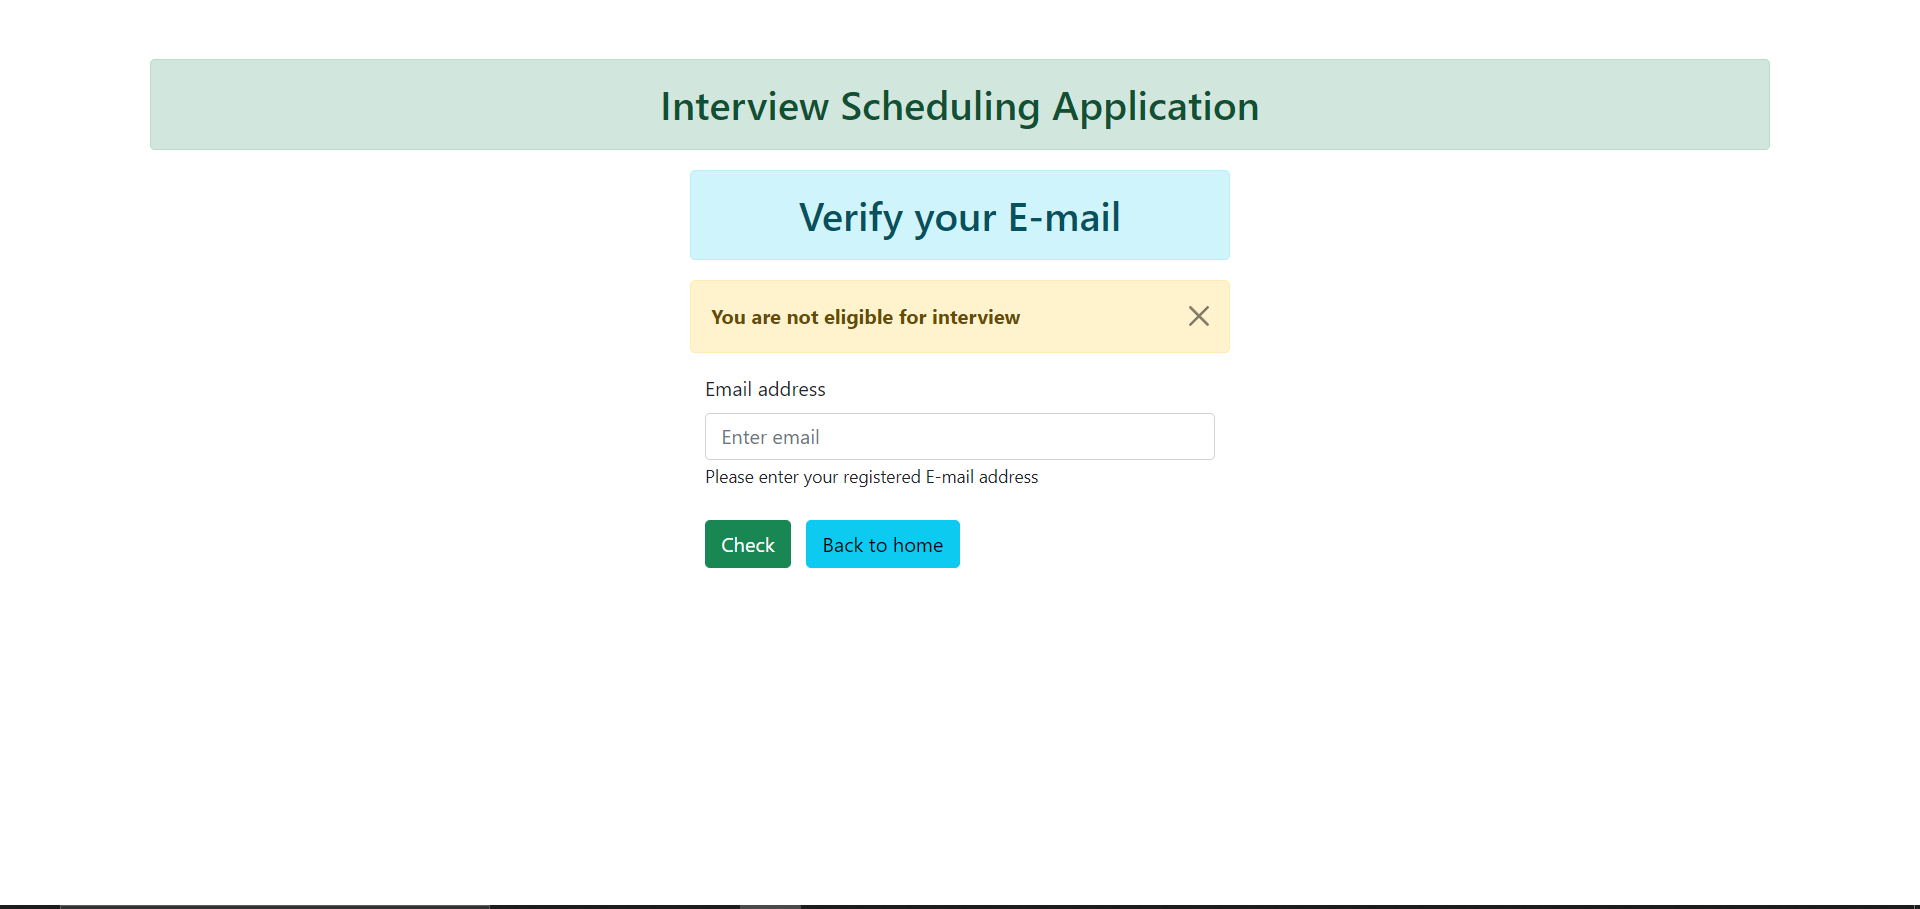 Interview Scheduling Application
Verify your E-mail
You are not eligible for interview
Email address
Enter email
Please enter your registered E-mail address
Check
Back to home